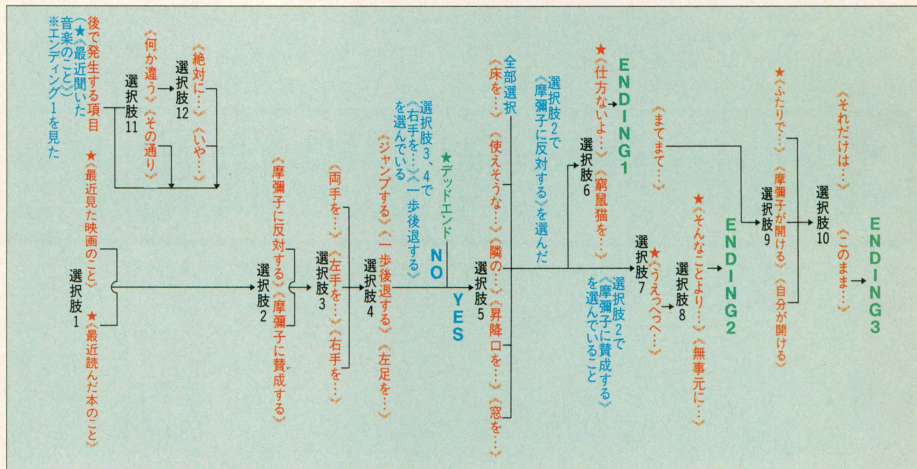 後で発生する項目
(★《最近聞いた
音楽のこと》)
※エンディング1を見た
選択肢11
《何か違う》
《その通り》
選択肢12
《絶対に…》
《いや…》
★《最近見た映画のこと》
選択肢1
★《最近読んだ本のこと》
選択肢2
《摩彌子に反対する》
《摩彌子に賛成する》
選択肢3
《両手を…》
《左手を…》
《右手を…》
選択肢4
《ジャンプする》
《一歩後退する》
《左足を…》
選択肢3、4で
《右手を…》《一歩後退する》
を選んでいる
★デッドエンド
NO
YES
選択肢5
全部選択
《床を…》
《使えそうな…》
《隣の…》
《昇降口を…》
《窓を…》
選択肢2で
《摩彌子に反対する》を選んだ
選択肢6
★《仕方ないよ…》
《窮鼠猫を…》
ENDING1
選択肢2で
《摩彌子に賛成する》
を選んでいること
選択肢7
《まてまて…》
★《うえっへっへ…》
選択肢8
★《そんなことより…》
《無事元に…》
ENDING2
選択肢9
★《ふたりで…》
《摩彌子が開ける》
《自分が開ける》
選択肢10
《それだけは…》
《このまま…》
ENDING3